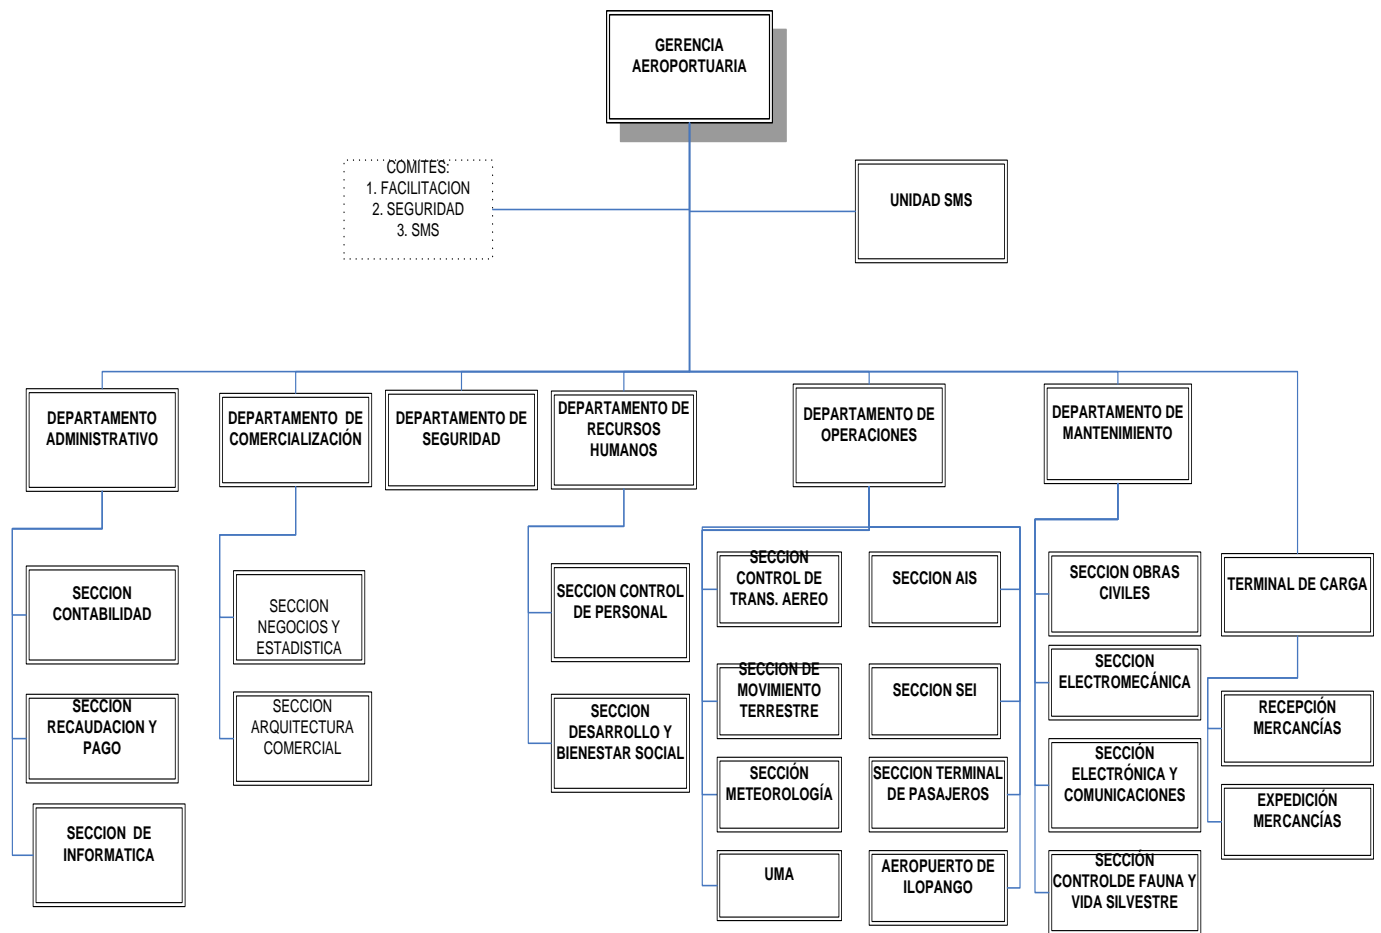 GERENCIA
AEROPORTUARIA
COMITES:
1. FACILITACION
2. SEGURIDAD
3. SMS
UNIDAD SMS
DEPARTAMENTO
ADMINISTRATIVO
DEPARTAMENTO DE
COMERCIALIZACIÓN
DEPARTAMENTO DE
SEGURIDAD
DEPARTAMENTO DE
RECURSOS
HUMANOS
DEPARTAMENTO DE
OPERACIONES
DEPARTAMENTO DE
MANTENIMIENTO
SECCION
CONTABILIDAD
SECCION
RECAUDACION Y
PAGO
SECCION DE
INFORMATICA
SECCION
NEGOCIOS Y
ESTADISTICA
SECCION
ARQUITECTURA
COMERCIAL
SECCION CONTROL
DE PERSONAL
SECCION
DESARROLLO Y
BIENESTAR SOCIAL
SECCION
CONTROL DE
TRANS. AEREO
SECCION DE
MOVIMIENTO
TERRESTRE
SECCIÓN
METEOROLOGÍA
UMA
SECCION AIS
SECCION SEI
SECCION TERMINAL
DE PASAJEROS
AEROPUERTO DE
ILOPANGO
SECCION OBRAS
CIVILES
SECCION
ELECTROMECÁNICA
SECCIÓN
ELECTRÓNICA Y
COMUNICACIONES
SECCIÓN
CONTROLDE FAUNA Y
VIDA SILVESTRE
TERMINAL DE CARGA
RECEPCIÓN
MERCANCÍAS
EXPEDICIÓN
MERCANCÍAS